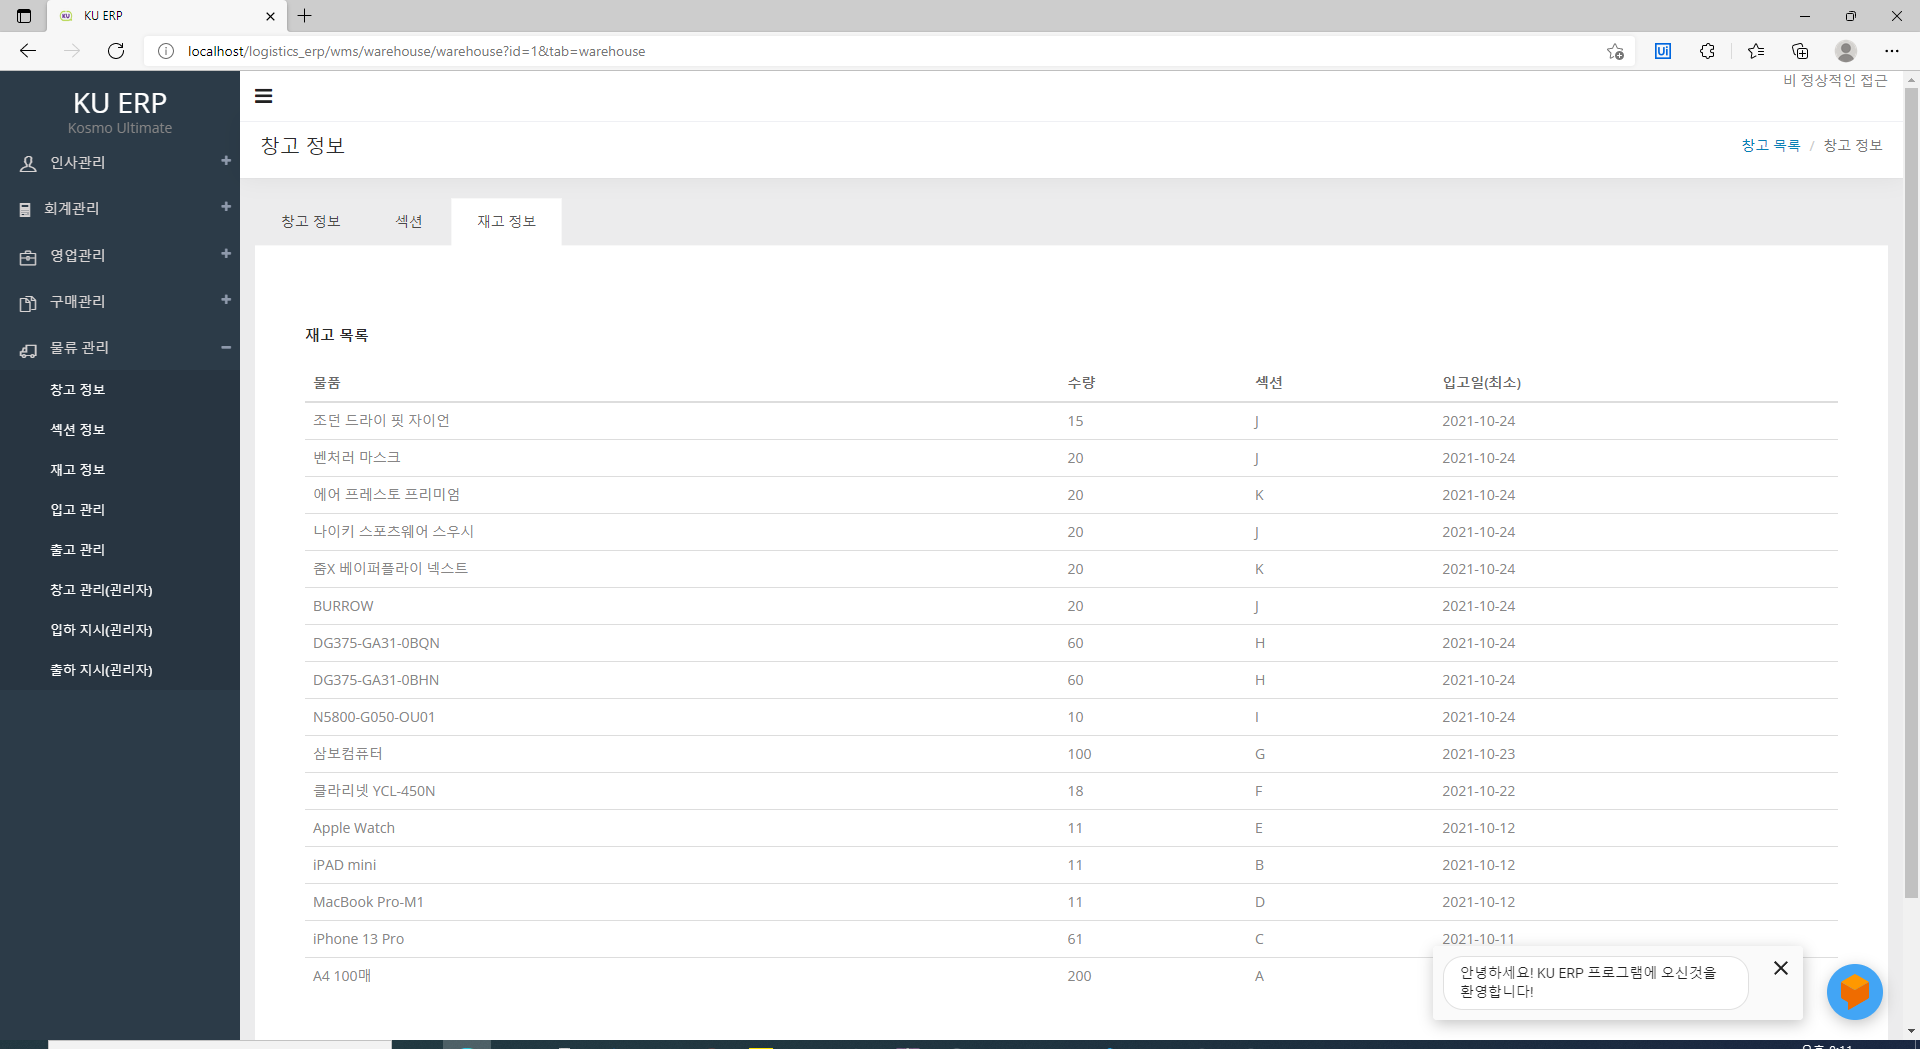 KU ERP
localhost/logistics_erp/wms/warehouse/warehouse?id=1&tab=warehouse
KU ERP
Kosmo Ultimate
인사관리
회계관리
영업관리
구매관리
물류 관리
창고 정보
섹션 정보
재고 정보
입고 관리
출고 관리
창고 관리(관리자)
입하 지시(관리자)
출하 지시(관리자)
비 정상적인 접근
창고 정보
창고 목록 / 창고 정보
창고 정보 섹션 재고 정보
재고 목록
물품 수량 섹션 입고일(최소)
조던 드라이 핏 자이언 15 J 2021-10-24
벤처러 마스크 20 J 2021-10-24
에어 프레스토 프리미엄 20 K 2021-10-24
나이키 스포츠웨어 스우시 20 J 2021-10-24
줌X 베이퍼플라이 넥스트 20 K 2021-10-24
BURROW 20 J 2021-10-24
DG375-GA31-0BQN 60 H 2021-10-24
DG375-GA31-0BHN 60 H 2021-10-24
N5800-G050-OU01 10 I 2021-10-24
삼보컴퓨터 100 G 2021-10-23
클라리넷 YCL-450N 18 F 2021-10-22
Apple Watch 11 E 2021-10-12
iPAD mini 11 B 2021-10-12
MacBook Pro-M1 11 D 2021-10-12
iPhone 13 Pro 61 C 2021-10-11
A4 100매 200 A
안녕하세요! KU ERP 프로그램에 오신것을
환영합니다!